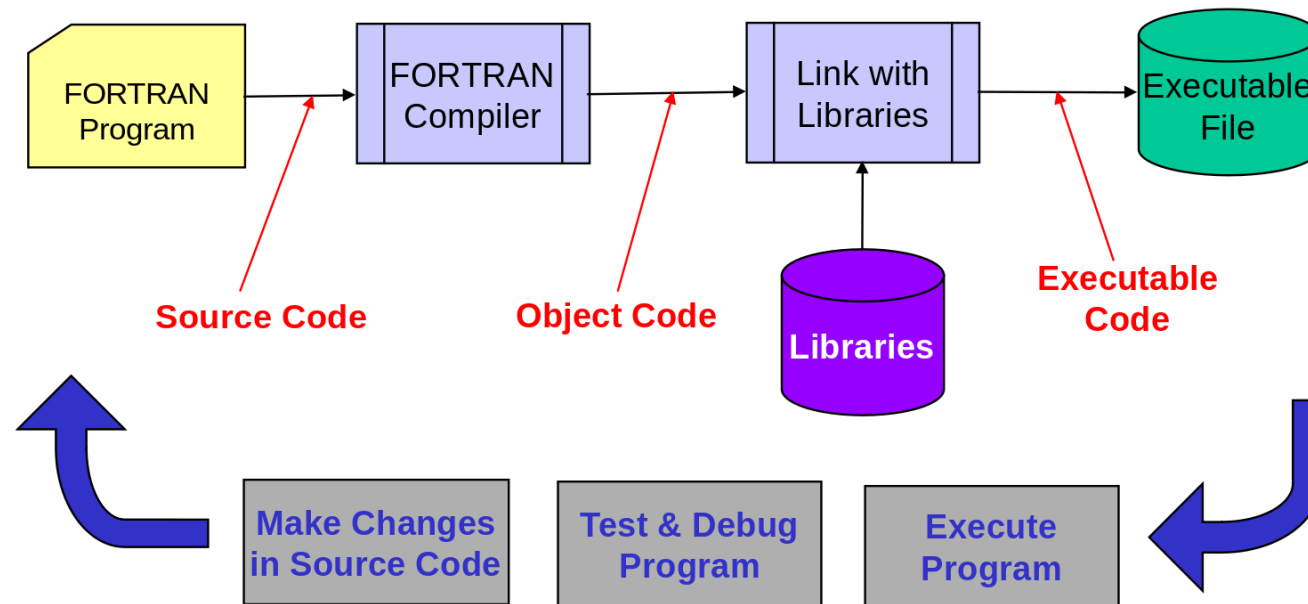 FORTRAN
Program
FORTRAN
Compiler
Link with
Libraries
Executable
File
Source Code
Object Code
Libraries
Executable
Code
Make Changes
in Source Code
Test & Debug
Program
Execute
Program